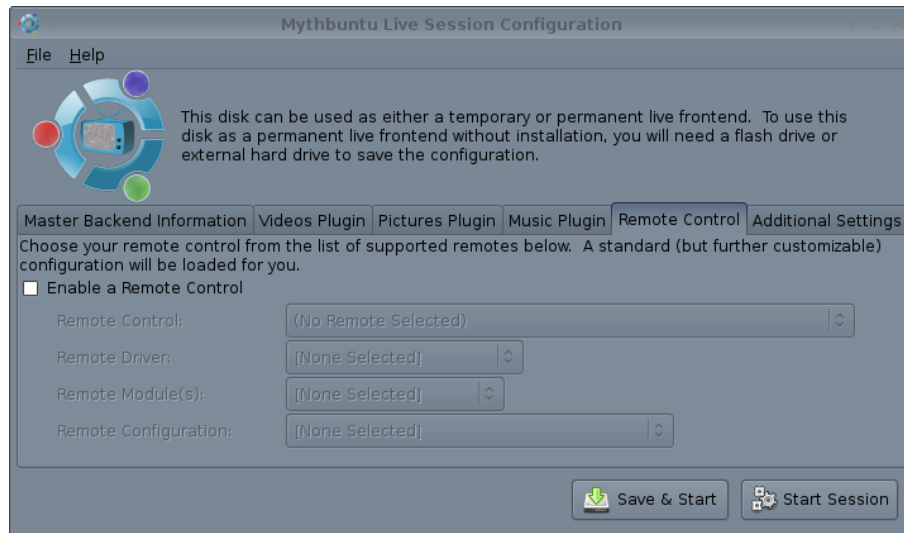 Mythbuntu Live Session Configuration
File Help
This disk can be used as either a temporary or permanent live frontend. To use this
disk as a permanent live frontend without installation, you will need a flash drive or
external hard drive to save the configuration.
Master Backend Information Videos Plugin Pictures Plugin Music Plugin Remote Control Additional Settings
Choose your remote control from the list of supported remotes below. A standard (but further customizable)
configuration will be loaded for you.
Enable a Remote Control
Remote Control: (No Remote Selected)
Remote Driver: [None Selected]
Remote Module(s): [None Selected]
Remote Configuration: [None Selected]
Save & Start Start Session